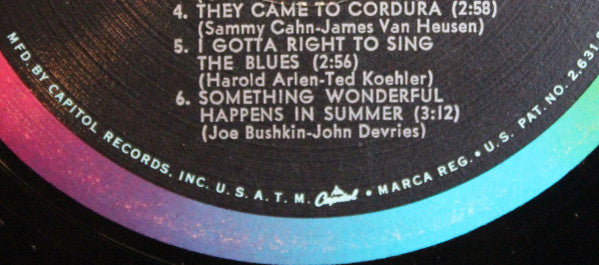 4. THEY CAME TO CORDURA (2:58)
(Sammy Cahn-James Van Heusen)
5. I GOTTA RIGHT TO SING
THE BLUES (2:56)
(Harold Arlen-Ted Koehler)
6. SOMETHING WONDERFUL
HAPPENS IN SUMMER (3:12)
(Joe Bushkin-John Devries)
MFD. BY CAPITOL RECORDS, INC. U. S. A. T. M. Capitol • MARCA REG. • U. S. PAT. NO. 2,631,